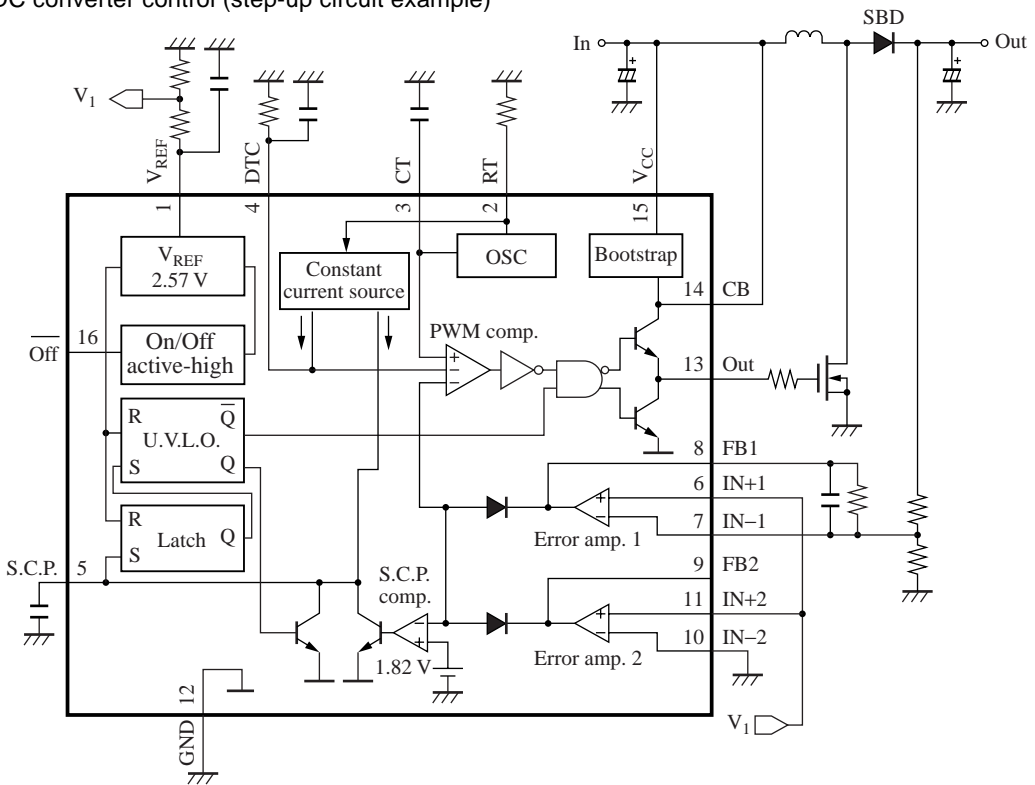 DC converter control (step-up circuit example)
SBD
In
Out
+
+
V1
VREF
DTC
CT
RT
VCC
1
4
3
2
15
VREF
2.57 V
Constant
current source
OSC
Bootstrap
14 CB
16
Off
On/Off
active-high
PWM comp.
+
−
−
13 Out
R
Q
U.V.L.O.
S
Q
8 FB1
6 IN+1
+
−
7 IN−1
Error amp. 1
R
S
Latch
Q
9 FB2
S.C.P. 5
S.C.P.
comp.
11 IN+2
−
+
+
−
10 IN−2
Error amp. 2
1.82 V
12
GND
V1